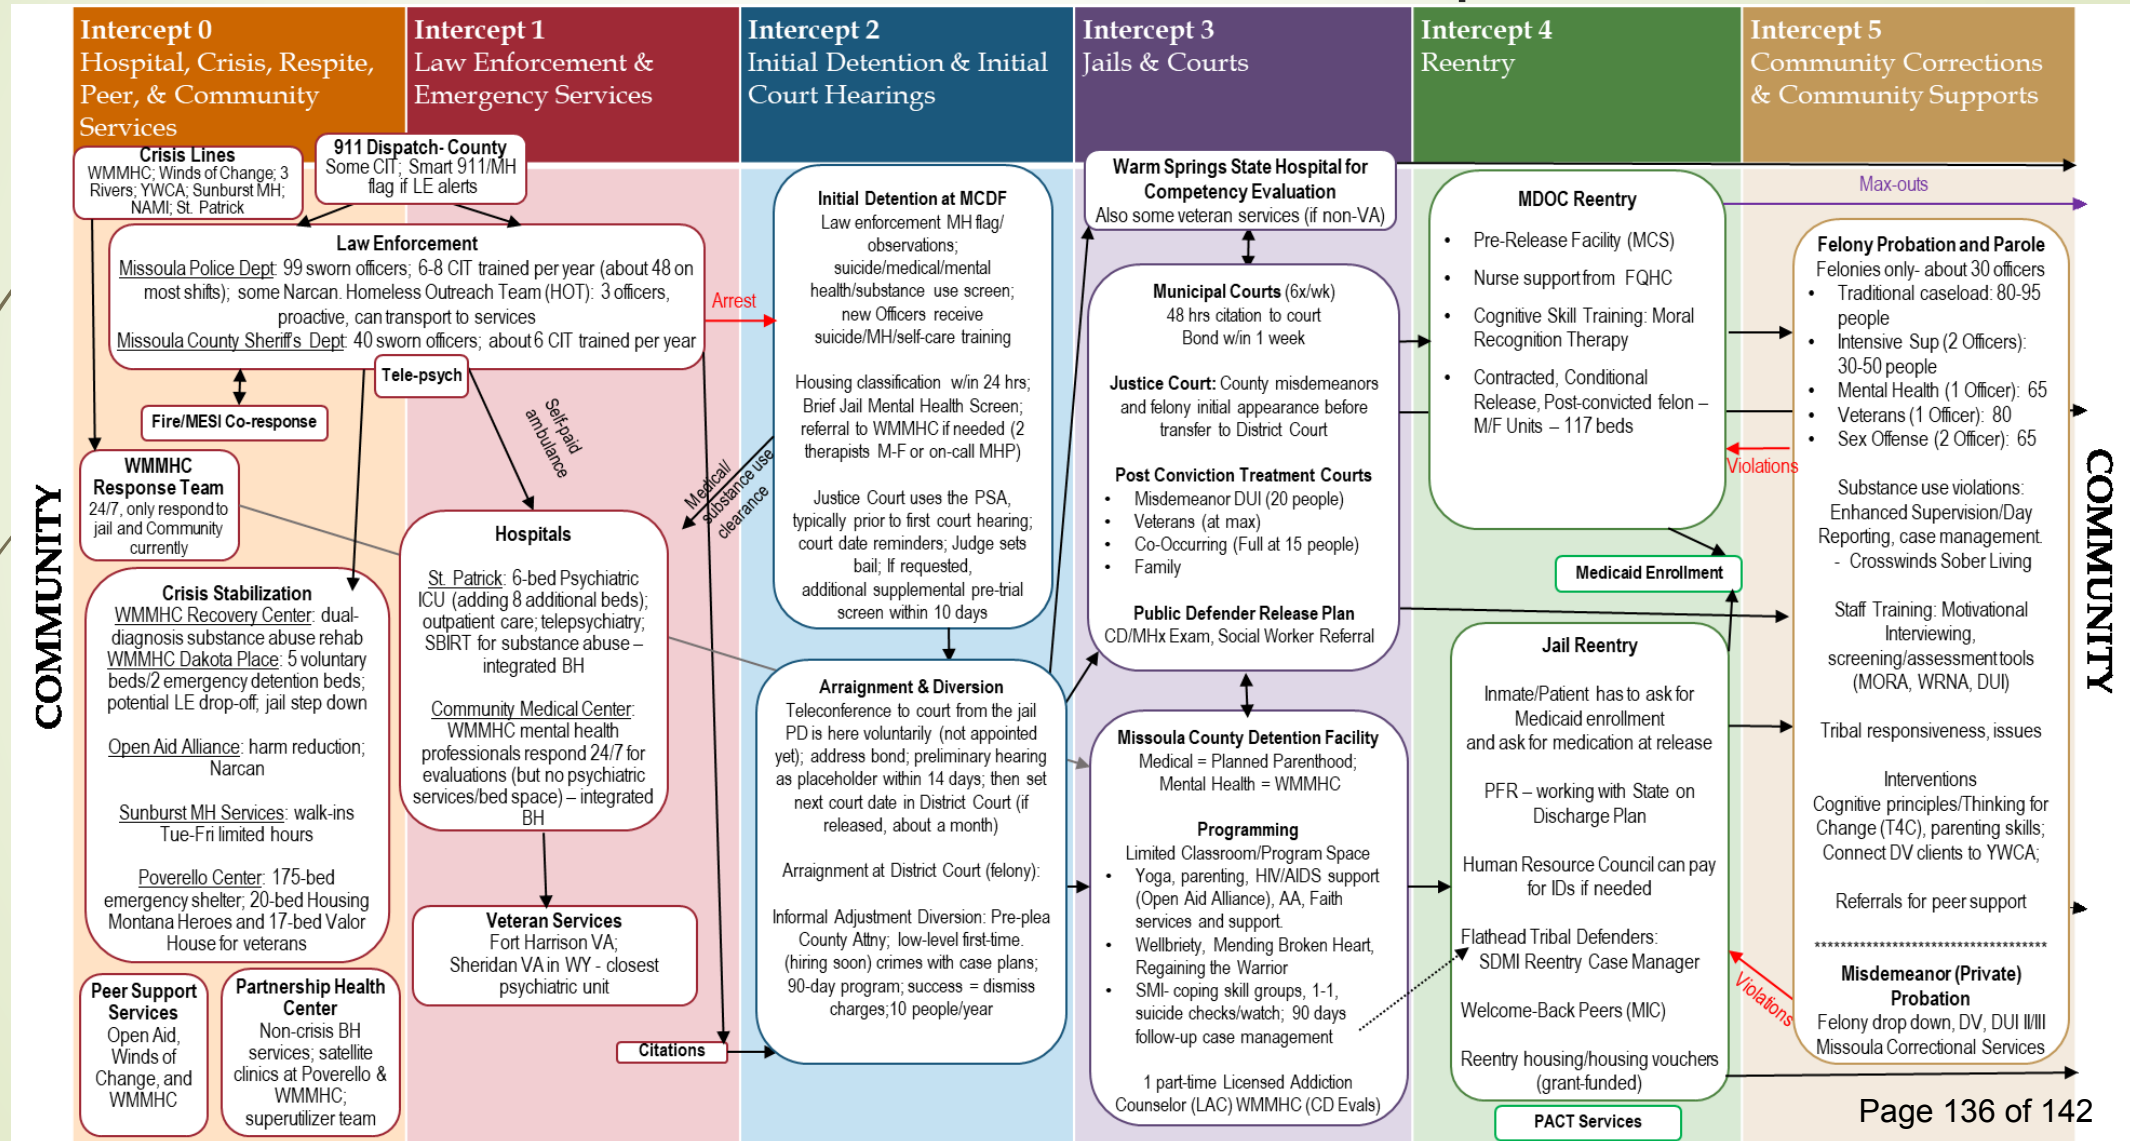 Intercept 0
Hospital, Crisis, Respite,
Peer, & Community
Services
Intercept 1
Law Enforcement &
Emergency Services
Intercept 2
Initial Detention & Initial
Court Hearings
Intercept 3
Jails & Courts
Intercept 4
Reentry
Intercept 5
Community Corrections
& Community Supports
COMMUNITY
Crisis Lines
WMMHC; Winds of Change; 3
Rivers; YWCA; Sunburst MH;
NAMI; St. Patrick
911 Dispatch- County
Some CIT; Smart 911/MH
flag if LE alerts
Law Enforcement
Missoula Police Dept: 99 sworn officers; 6-8 CIT trained per year (about 48 on
most shifts); some Narcan. Homeless Outreach Team (HOT): 3 officers,
proactive, can transport to services
Missoula County Sheriff's Dept: 40 sworn officers; about 6 CIT trained per year
Tele-psych
Fire/MESI Co-response
WMMHC
Response Team
24/7, only respond to
jail and Community
currently
Crisis Stabilization
WMMHC Recovery Center: dual-
diagnosis substance abuse rehab
WMMHC Dakota Place: 5 voluntary
beds/2 emergency detention beds;
potential LE drop-off; jail step down
Open Aid Alliance: harm reduction;
Narcan
Sunburst MH Services: walk-ins
Tue-Fri limited hours
Poverello Center: 175-bed
emergency shelter; 20-bed Housing
Montana Heroes and 17-bed Valor
House for veterans
Peer Support
Services
Open Aid,
Winds of
Change, and
WMMHC
Partnership Health
Center
Non-crisis BH
services; satellite
clinics at Poverello &
WMMHC;
superutilizer team
Self-paid
ambulance
Hospitals
St. Patrick: 6-bed Psychiatric
ICU (adding 8 additional beds);
outpatient care; telepsychiatry;
SBIRT for substance abuse –
integrated BH
Community Medical Center:
WMMHC mental health
professionals respond 24/7 for
evaluations (but no psychiatric
services/bed space) – integrated
BH
Veteran Services
Fort Harrison VA;
Sheridan VA in WY - closest
psychiatric unit
Citations
Arrest
Medical/
substance use
clearance
Initial Detention at MCDF
Law enforcement MH flag/
observations;
suicide/medical/mental
health/substance use screen;
new Officers receive
suicide/MH/self-care training
Housing classification w/in 24 hrs;
Brief Jail Mental Health Screen;
referral to WMMHC if needed (2
therapists M-F or on-call MHP)
Justice Court uses the PSA,
typically prior to first court hearing;
court date reminders; Judge sets
bail; If requested,
additional supplemental pre-trial
screen within 10 days
Arraignment & Diversion
Teleconference to court from the jail
PD is here voluntarily (not appointed
yet); address bond; preliminary hearing
as placeholder within 14 days; then set
next court date in District Court (if
released, about a month)
Arraignment at District Court (felony):
Informal Adjustment Diversion: Pre-plea
County Attny; low-level first-time.
(hiring soon) crimes with case plans;
90-day program; success = dismiss
charges;10 people/year
Warm Springs State Hospital for
Competency Evaluation
Also some veteran services (if non-VA)
Municipal Courts (6x/wk)
48 hrs citation to court
Bond w/in 1 week
Justice Court: County misdemeanors
and felony initial appearance before
transfer to District Court
Post Conviction Treatment Courts
• Misdemeanor DUI (20 people)
• Veterans (at max)
• Co-Occurring (Full at 15 people)
• Family
Public Defender Release Plan
CD/MHx Exam, Social Worker Referral
Missoula County Detention Facility
Medical = Planned Parenthood;
Mental Health = WMMHC
Programming
Limited Classroom/Program Space
• Yoga, parenting, HIV/AIDS support
(Open Aid Alliance), AA, Faith
services and support.
• Wellbriety, Mending Broken Heart,
Regaining the Warrior
• SMI- coping skill groups, 1-1,
suicide checks/watch; 90 days
follow-up case management
1 part-time Licensed Addiction
Counselor (LAC) WMMHC (CD Evals)
MDOC Reentry
• Pre-Release Facility (MCS)
• Nurse support from FQHC
• Cognitive Skill Training: Moral
Recognition Therapy
• Contracted, Conditional
Release, Post-convicted felon –
M/F Units – 117 beds
Medicaid Enrollment
Jail Reentry
Inmate/Patient has to ask for
Medicaid enrollment
and ask for medication at release
PFR – working with State on
Discharge Plan
Human Resource Council can pay
for IDs if needed
Flathead Tribal Defenders:
SDMI Reentry Case Manager
Welcome-Back Peers (MIC)
Reentry housing/housing vouchers
(grant-funded)
PACT Services
Max-outs
Violations
Violations
Felony Probation and Parole
Felonies only- about 30 officers
• Traditional caseload: 80-95
people
• Intensive Sup (2 Officers):
30-50 people
• Mental Health (1 Officer): 65
• Veterans (1 Officer): 80
• Sex Offense (2 Officer): 65
Substance use violations:
Enhanced Supervision/Day
Reporting, case management.
- Crosswinds Sober Living
Staff Training: Motivational
Interviewing,
screening/assessment tools
(MORA, WRNA, DUI)
Tribal responsiveness, issues
Interventions
Cognitive principles/Thinking for
Change (T4C), parenting skills;
Connect DV clients to YWCA;
Referrals for peer support
************************************
Misdemeanor (Private)
Probation
Felony drop down, DV, DUI II/III
Missoula Correctional Services
COMMUNITY
Page 136 of 142